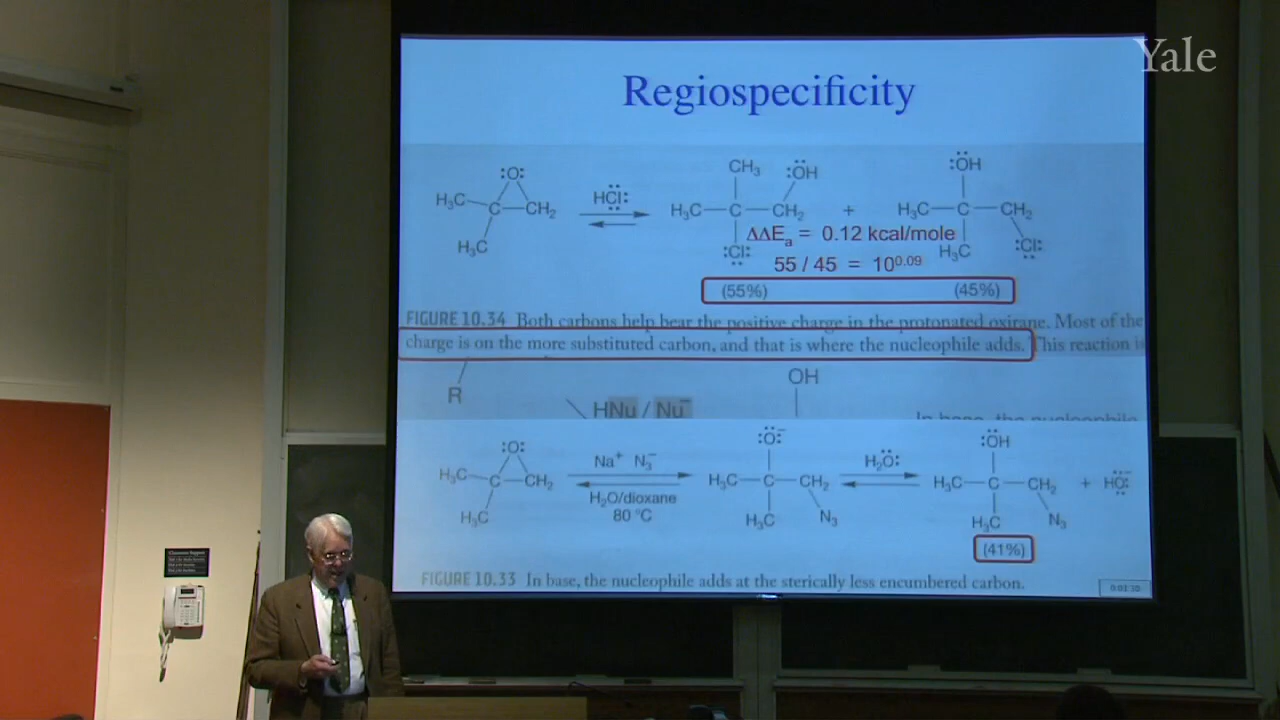 Yale
Regiospecificity
:Ö: HCl: CH₃ :ÖH :ÖH
H₃C C CH₂ H₃C—C—CH₂ + H₃C—C—CH₂
H₃C :Cl: H₃C :Cl:
ΔΔEa = 0.12 kcal/mole
55 / 45 = 10^0.09
(55%) (45%)
FIGURE 10.34 Both carbons help bear the positive charge in the protonated oxirane. Most of the
charge is on the more substituted carbon, and that is where the nucleophile adds. This reaction is
OH
R
HNu / Nu⁻
In base, the nucleophile
:O: Na⁺ N₃⁻ :Ö:⁻ H₂Ö: :ÖH
H₃C C CH₂ H₃C—C—CH₂ H₃C—C—CH₂ + HÖ:⁻
H₂O/dioxane
80 °C
H₃C H₃C N₃ H₃C N₃
(41%)
FIGURE 10.33 In base, the nucleophile adds at the sterically less encumbered carbon.